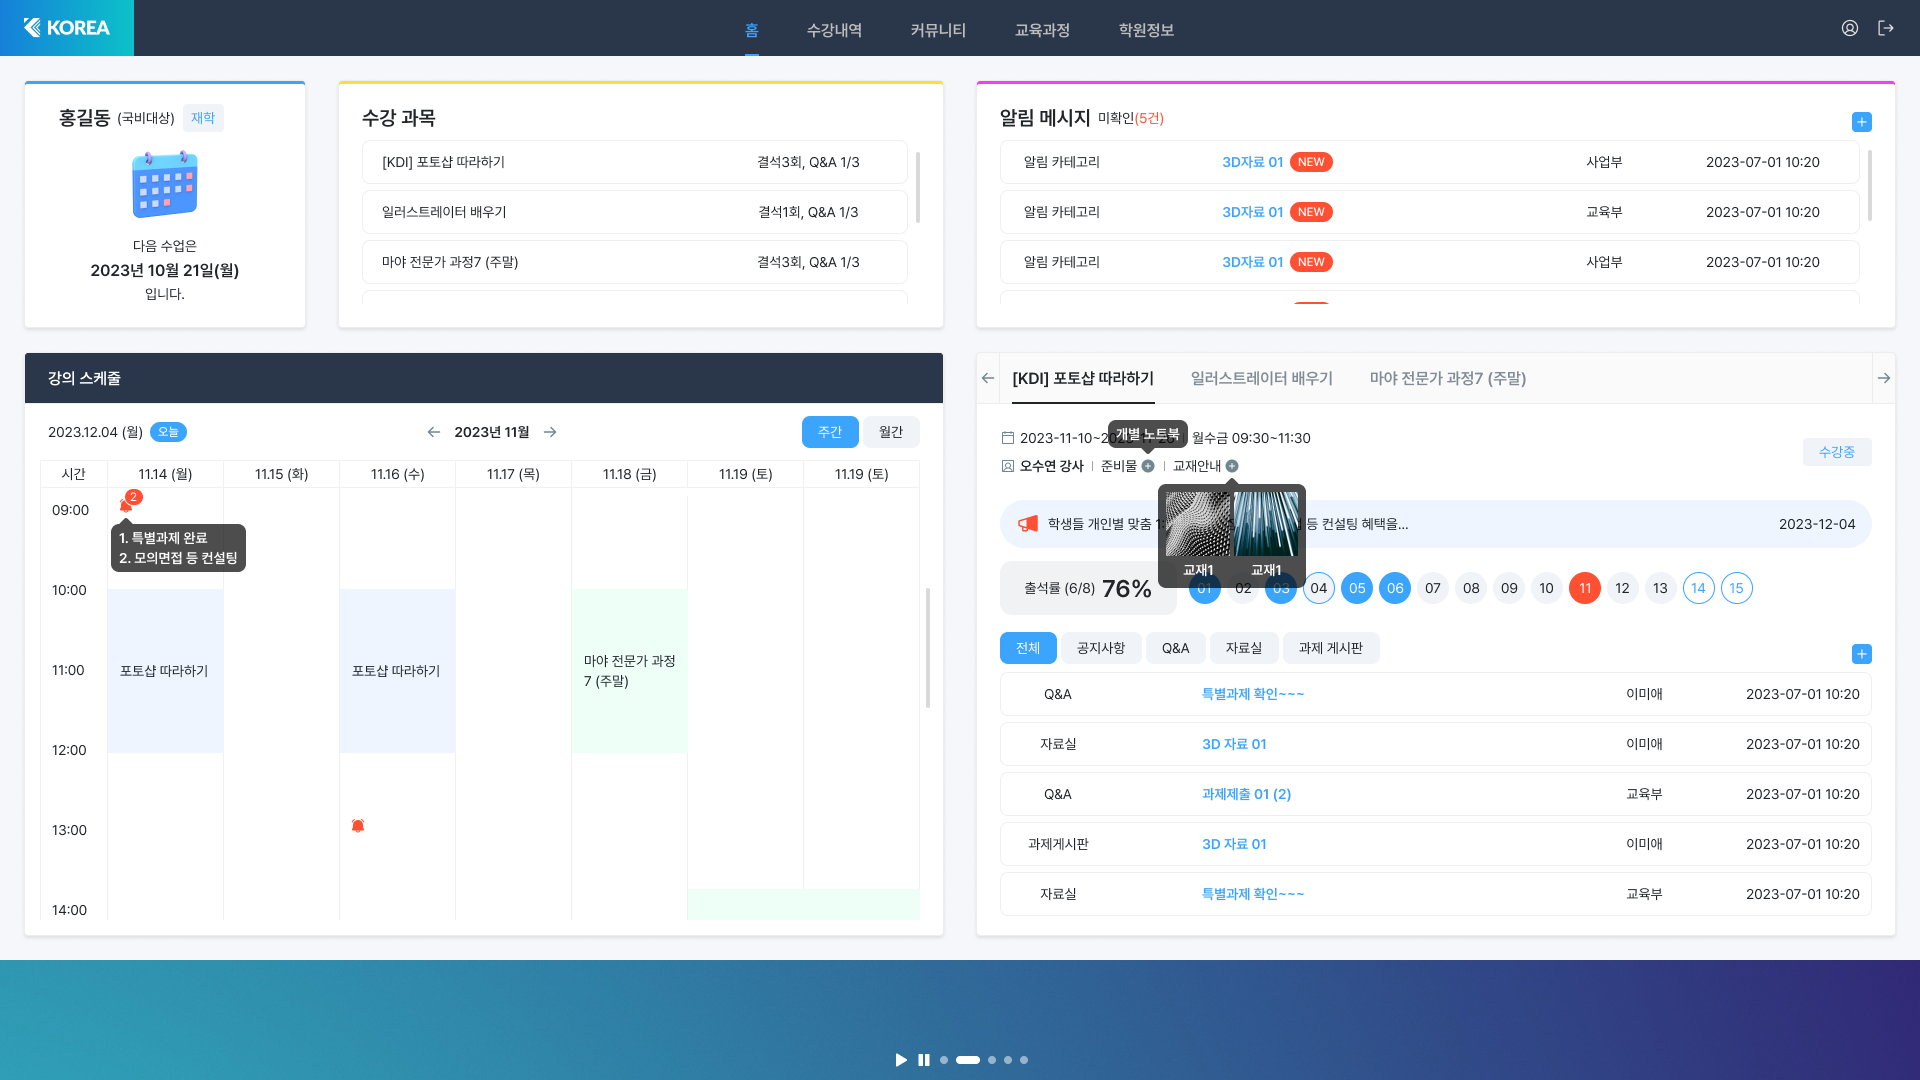 KOREA
홈 수강내역 커뮤니티 교육과정 학원정보
홍길동 (국비대상) 재학
다음 수업은
2023년 10월 21일(월)
입니다.
수강 과목
[KDI] 포토샵 따라하기 결석3회, Q&A 1/3
일러스트레이터 배우기 결석1회, Q&A 1/3
마야 전문가 과정7 (주말) 결석3회, Q&A 1/3
알림 메시지 미확인(5건)
알림 카테고리 3D자료 01 NEW 사업부 2023-07-01 10:20
알림 카테고리 3D자료 01 NEW 교육부 2023-07-01 10:20
알림 카테고리 3D자료 01 NEW 사업부 2023-07-01 10:20
강의 스케줄
2023.12.04 (월) 오늘 2023년 11월 주간 월간
시간 11.14 (월) 11.15 (화) 11.16 (수) 11.17 (목) 11.18 (금) 11.19 (토) 11.19 (토)
09:00 2
1. 특별과제 완료
2. 모의면접 등 컨설팅
10:00
11:00 포토샵 따라하기 포토샵 따라하기
마야 전문가 과정
7 (주말)
12:00
13:00
14:00
[KDI] 포토샵 따라하기 일러스트레이터 배우기 마야 전문가 과정7 (주말)
개별 노트북
2023-11-10~ 월수금 09:30~11:30
오수연 강사 준비물 교재안내
수강중
학생들 개인별 맞춤 등 컨설팅 혜택을... 2023-12-04
교재1 교재1
출석률 (6/8) 76% 01 02 03 04 05 06 07 08 09 10 11 12 13 14 15
전체 공지사항 Q&A 자료실 과제 게시판
Q&A 특별과제 확인~~~ 이미애 2023-07-01 10:20
자료실 3D 자료 01 이미애 2023-07-01 10:20
Q&A 과제제출 01 (2) 교육부 2023-07-01 10:20
과제게시판 3D 자료 01 이미애 2023-07-01 10:20
자료실 특별과제 확인~~~ 교육부 2023-07-01 10:20